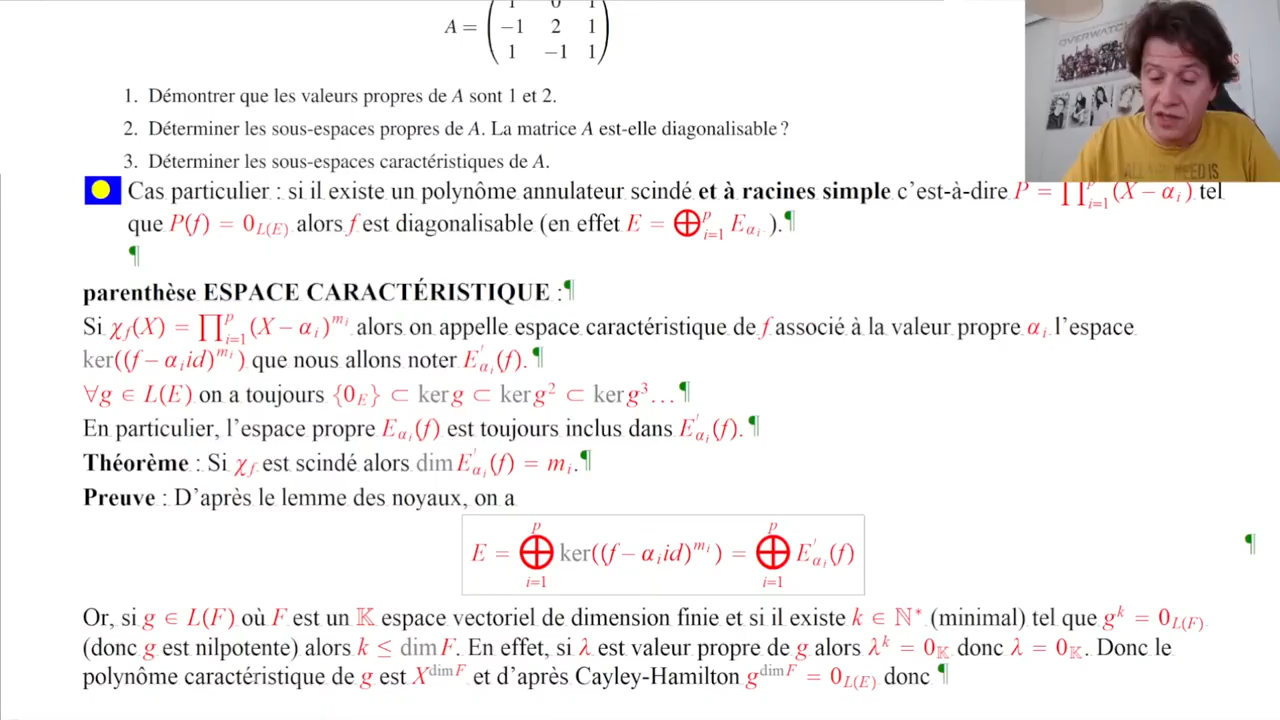 A = ( 1 0 1
−1 2 1
1 −1 1 )
1. Démontrer que les valeurs propres de A sont 1 et 2.
2. Déterminer les sous-espaces propres de A. La matrice A est-elle diagonalisable ?
3. Déterminer les sous-espaces caractéristiques de A.
Cas particulier : si il existe un polynôme annulateur scindé et à racines simple c’est-à-dire P = ∏_{i=1}^{p} (X − α_i) tel
que P(f) = 0_{L(E)} alors f est diagonalisable (en effet E = ⊕_{i=1}^{p} E_{α_i} ).¶
¶
parenthèse ESPACE CARACTÉRISTIQUE :¶
Si χ_f(X) = ∏_{i=1}^{p} (X − α_i)^{m_i} alors on appelle espace caractéristique de f associé à la valeur propre α_i l’espace
ker((f − α_i id)^{m_i}) que nous allons noter E'_{α_i}(f).¶
∀g ∈ L(E) on a toujours {0_E} ⊂ ker g ⊂ ker g² ⊂ ker g³…¶
En particulier, l’espace propre E_{α_i}(f) est toujours inclus dans E'_{α_i}(f).¶
Théorème : Si χ_f est scindé alors dim E'_{α_i}(f) = m_i.¶
Preuve : D’après le lemme des noyaux, on a
E = ⊕_{i=1}^{p} ker((f − α_i id)^{m_i}) = ⊕_{i=1}^{p} E'_{α_i}(f) ¶
Or, si g ∈ L(F) où F est un 𝕂 espace vectoriel de dimension finie et si il existe k ∈ ℕ* (minimal) tel que g^k = 0_{L(F)}
(donc g est nilpotente) alors k ≤ dim F. En effet, si λ est valeur propre de g alors λ^k = 0_𝕂 donc λ = 0_𝕂. Donc le
polynôme caractéristique de g est X^{dim F} et d’après Cayley-Hamilton g^{dim F} = 0_{L(E)} donc ¶
OVERWATCH